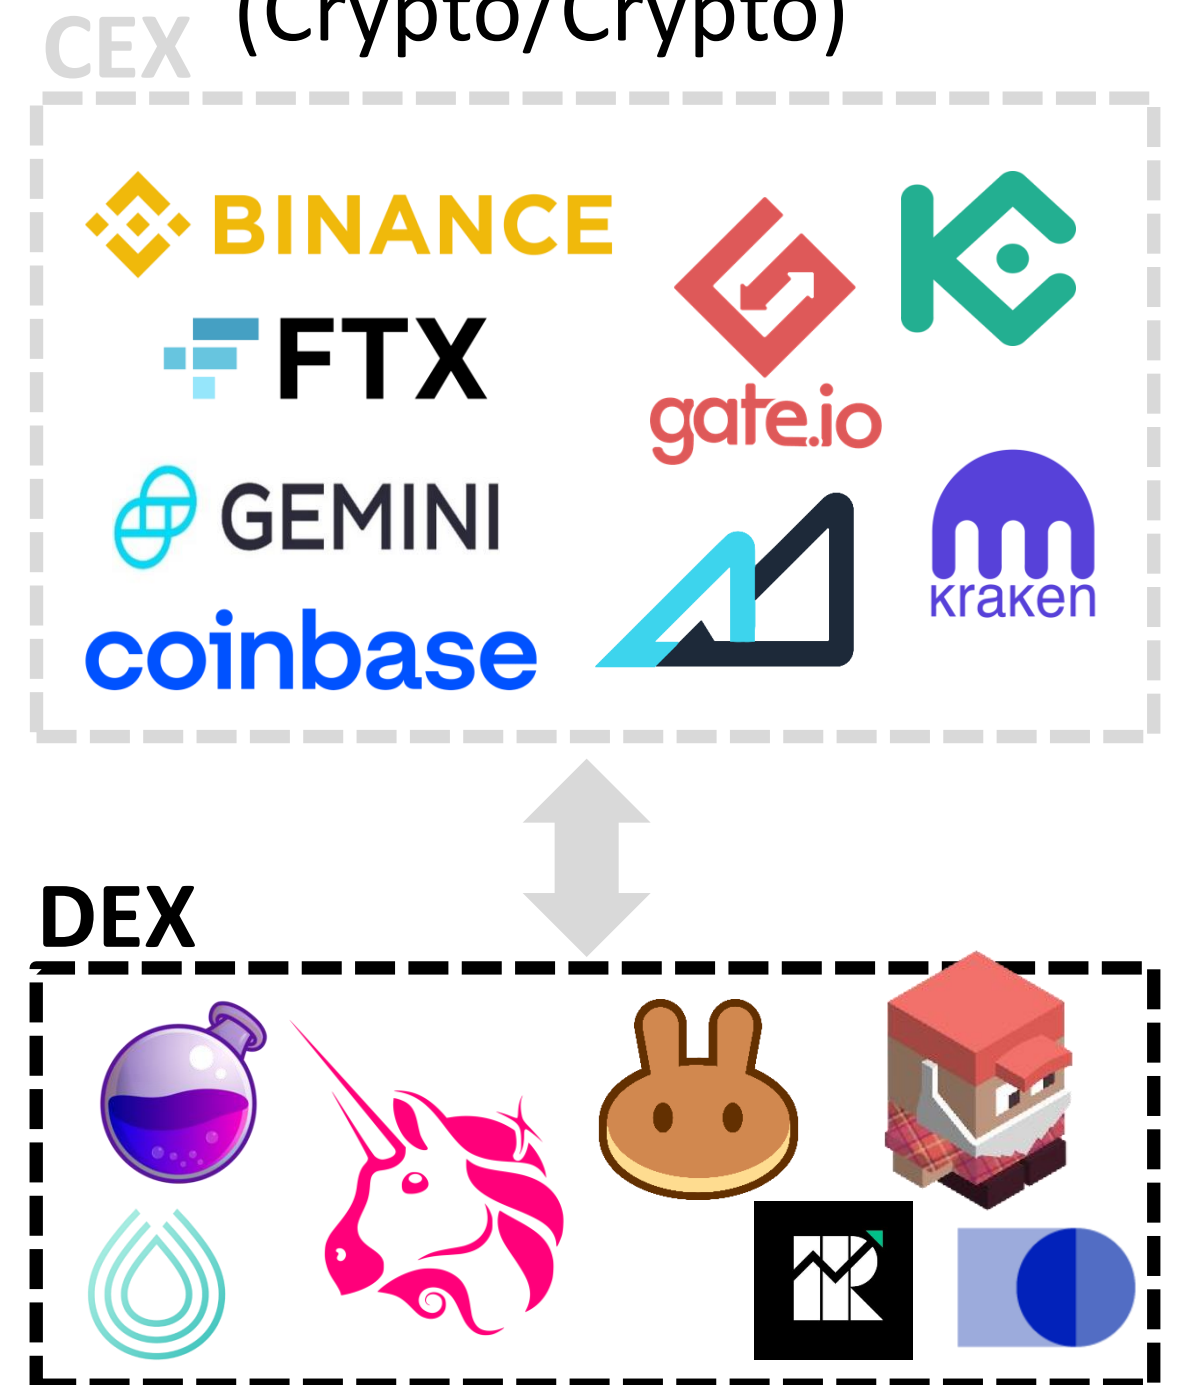 (Crypto/Crypto)
CEX
BINANCE
FTX
gate.io
GEMINI
kraken
coinbase
DEX